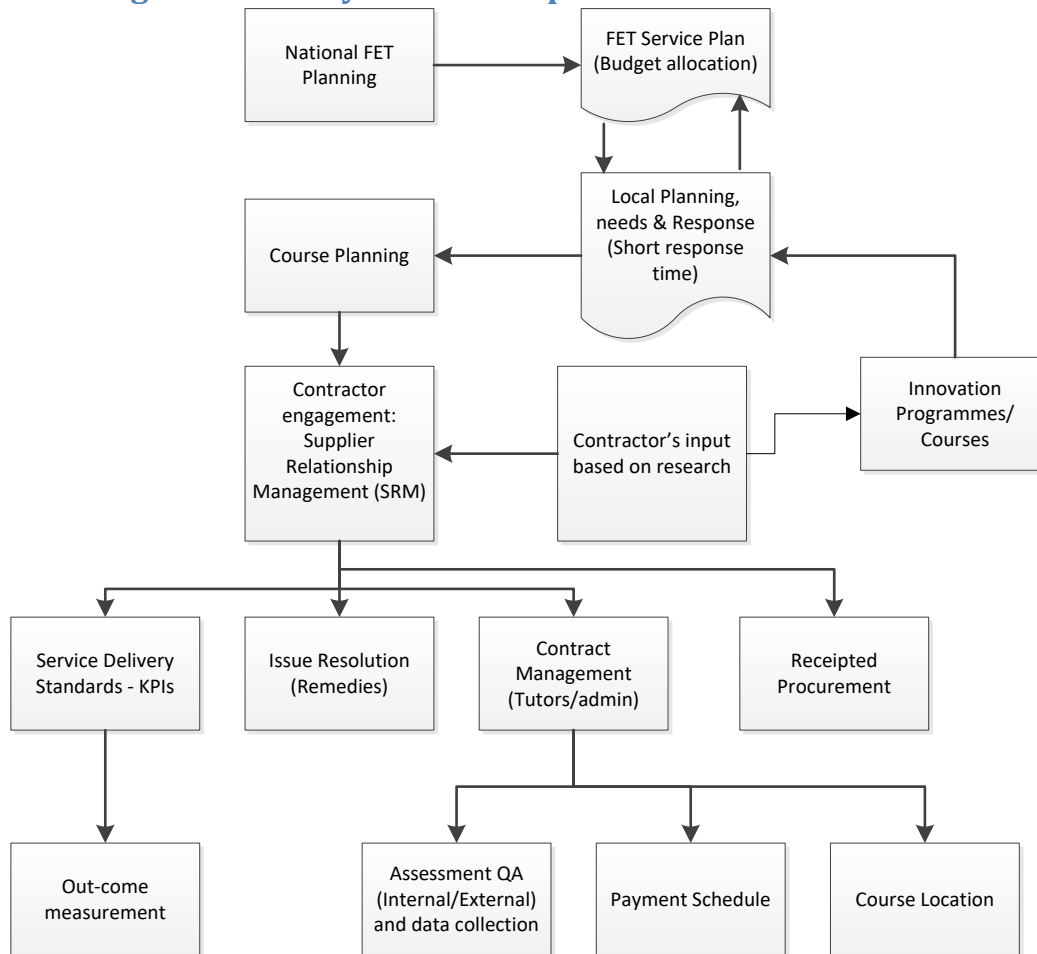 National FET
Planning
FET Service Plan
(Budget allocation)
Local Planning,
needs & Response
(Short response
time)
Course Planning
Contractor
engagement:
Supplier
Relationship
Management (SRM)
Contractor’s input
based on research
Innovation
Programmes/
Courses
Service Delivery
Standards - KPIs
Issue Resolution
(Remedies)
Contract
Management
(Tutors/admin)
Receipted
Procurement
Out-come
measurement
Assessment QA
(Internal/External)
and data collection
Payment Schedule
Course Location